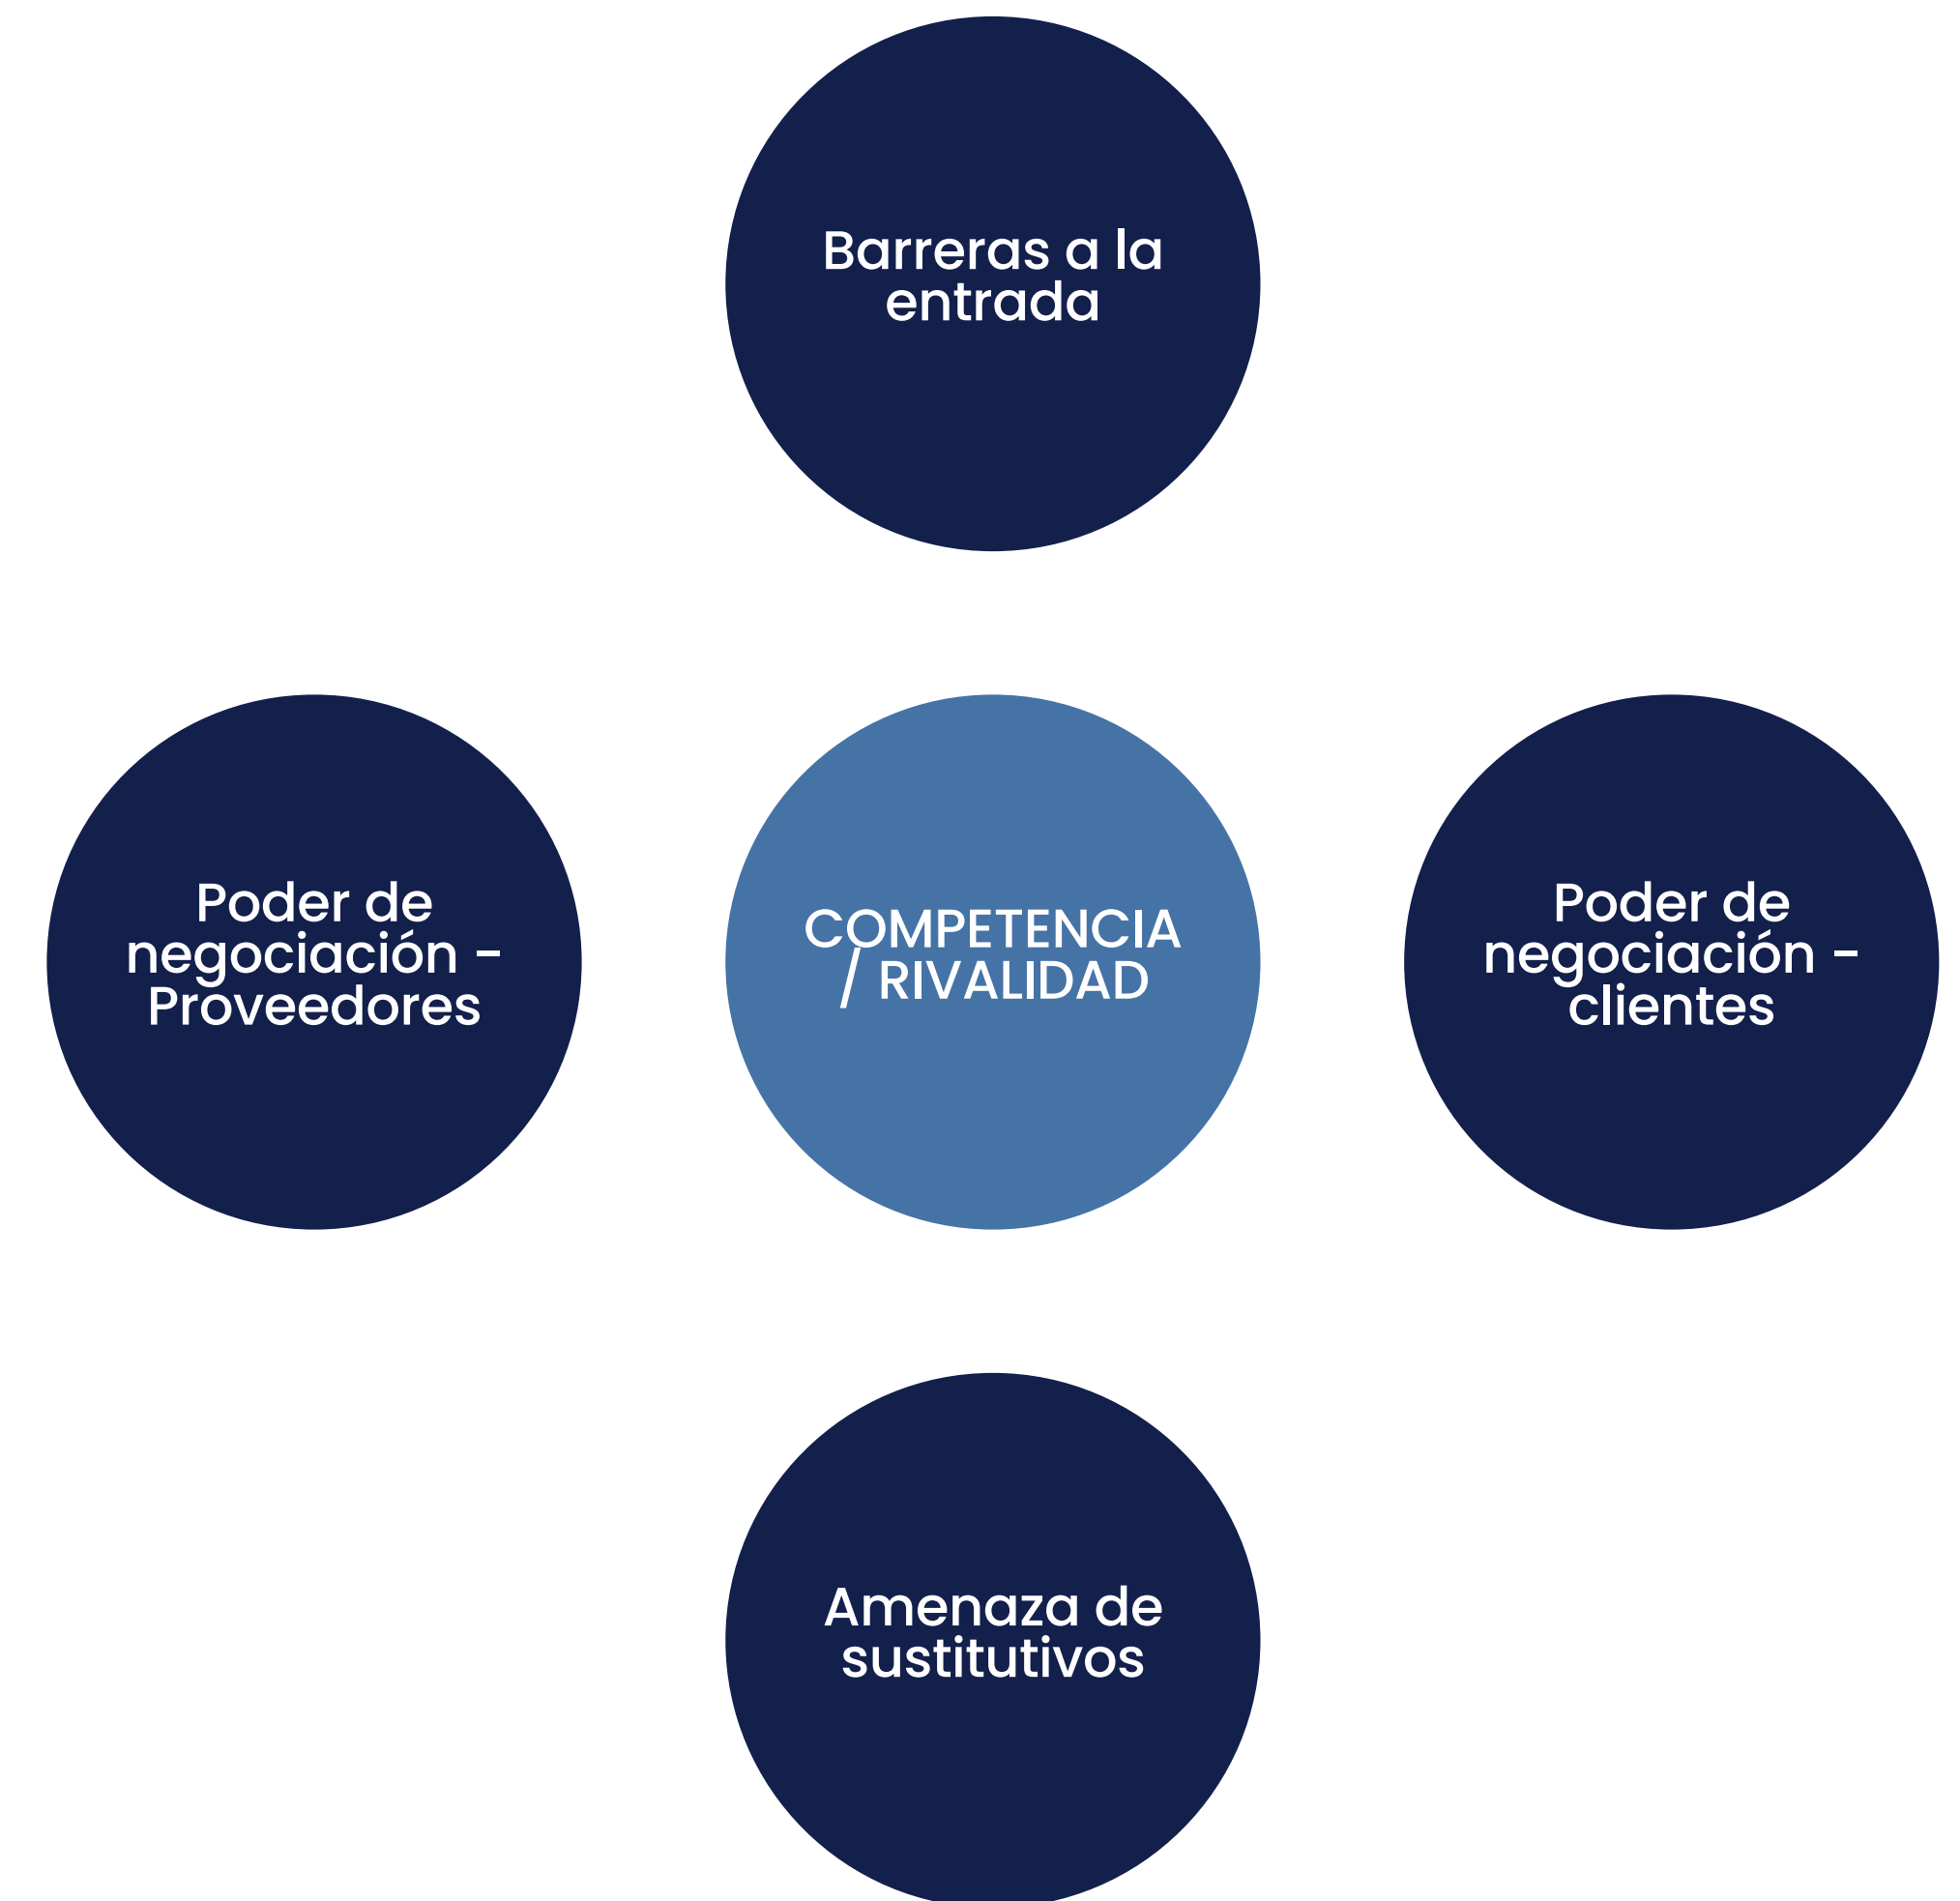 Barreras a la
entrada
Poder de
negociación -
Proveedores
COMPETENCIA
/ RIVALIDAD
Poder de
negociación -
clientes
Amenaza de
sustitutivos